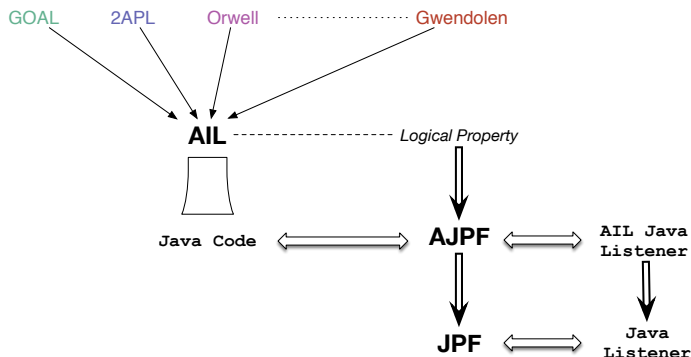 GOAL 2APL Orwell Gwendolen
AIL Logical Property
Java Code AJPF AIL Java
Listener
JPF Java
Listener